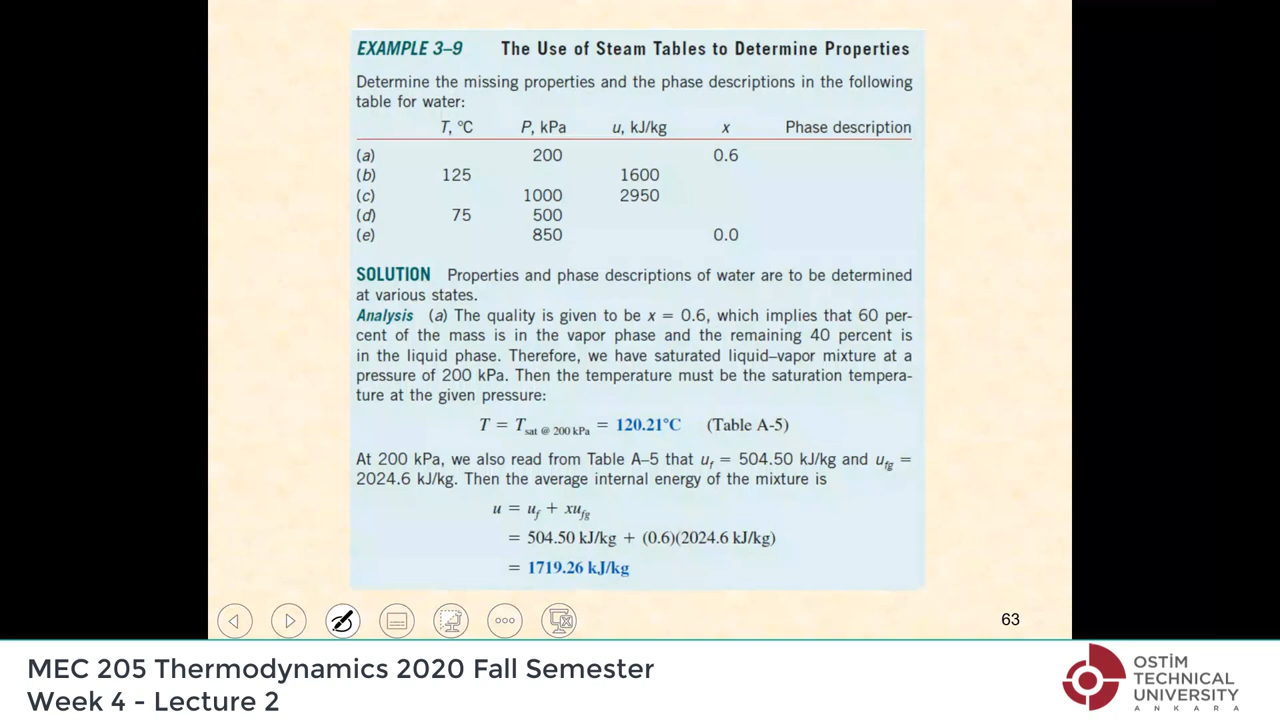 EXAMPLE 3–9 The Use of Steam Tables to Determine Properties
Determine the missing properties and the phase descriptions in the following
table for water:
T, °C P, kPa u, kJ/kg x Phase description
(a) 200 0.6
(b) 125 1600
(c) 1000 2950
(d) 75 500
(e) 850 0.0
SOLUTION Properties and phase descriptions of water are to be determined
at various states.
Analysis (a) The quality is given to be x = 0.6, which implies that 60 per-
cent of the mass is in the vapor phase and the remaining 40 percent is
in the liquid phase. Therefore, we have saturated liquid–vapor mixture at a
pressure of 200 kPa. Then the temperature must be the saturation tempera-
ture at the given pressure:
T = Tsat @ 200 kPa = 120.21°C (Table A-5)
At 200 kPa, we also read from Table A–5 that uf = 504.50 kJ/kg and ufg =
2024.6 kJ/kg. Then the average internal energy of the mixture is
u = uf + xufg
= 504.50 kJ/kg + (0.6)(2024.6 kJ/kg)
= 1719.26 kJ/kg
63
MEC 205 Thermodynamics 2020 Fall Semester
Week 4 - Lecture 2
OSTİM
TECHNICAL
UNIVERSITY
ANKARA